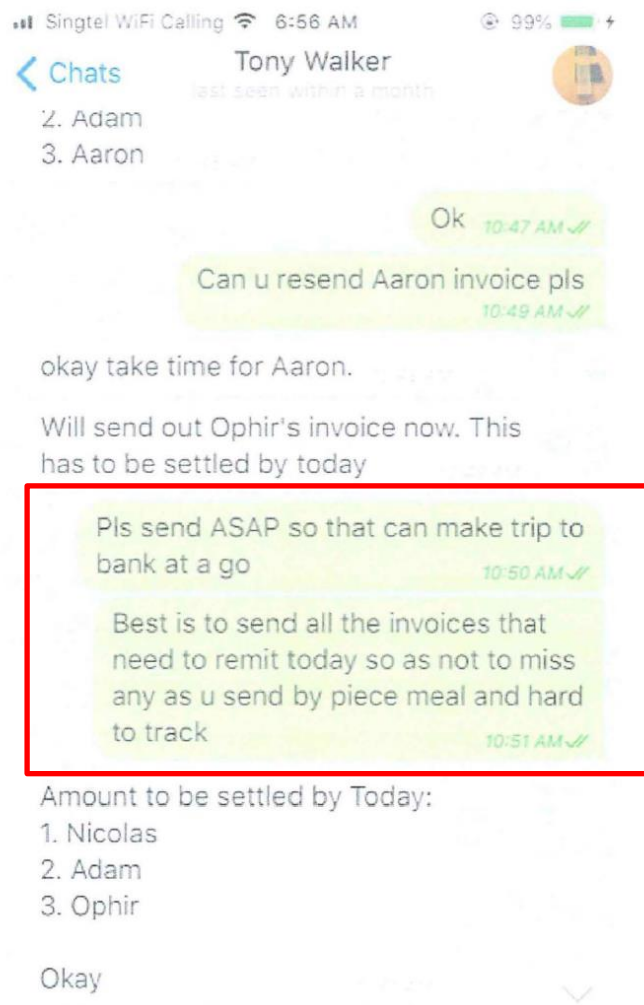 Singtel WiFi Calling 6:56 AM 99%
Chats
Tony Walker
last seen within a month
2. Adam
3. Aaron
Ok 10:47 AM
Can u resend Aaron invoice pls
10:49 AM
okay take time for Aaron.
Will send out Ophir's invoice now. This
has to be settled by today
Pls send ASAP so that can make trip to
bank at a go 10:50 AM
Best is to send all the invoices that
need to remit today so as not to miss
any as u send by piece meal and hard
to track 10:51 AM
Amount to be settled by Today:
1. Nicolas
2. Adam
3. Ophir
Okay